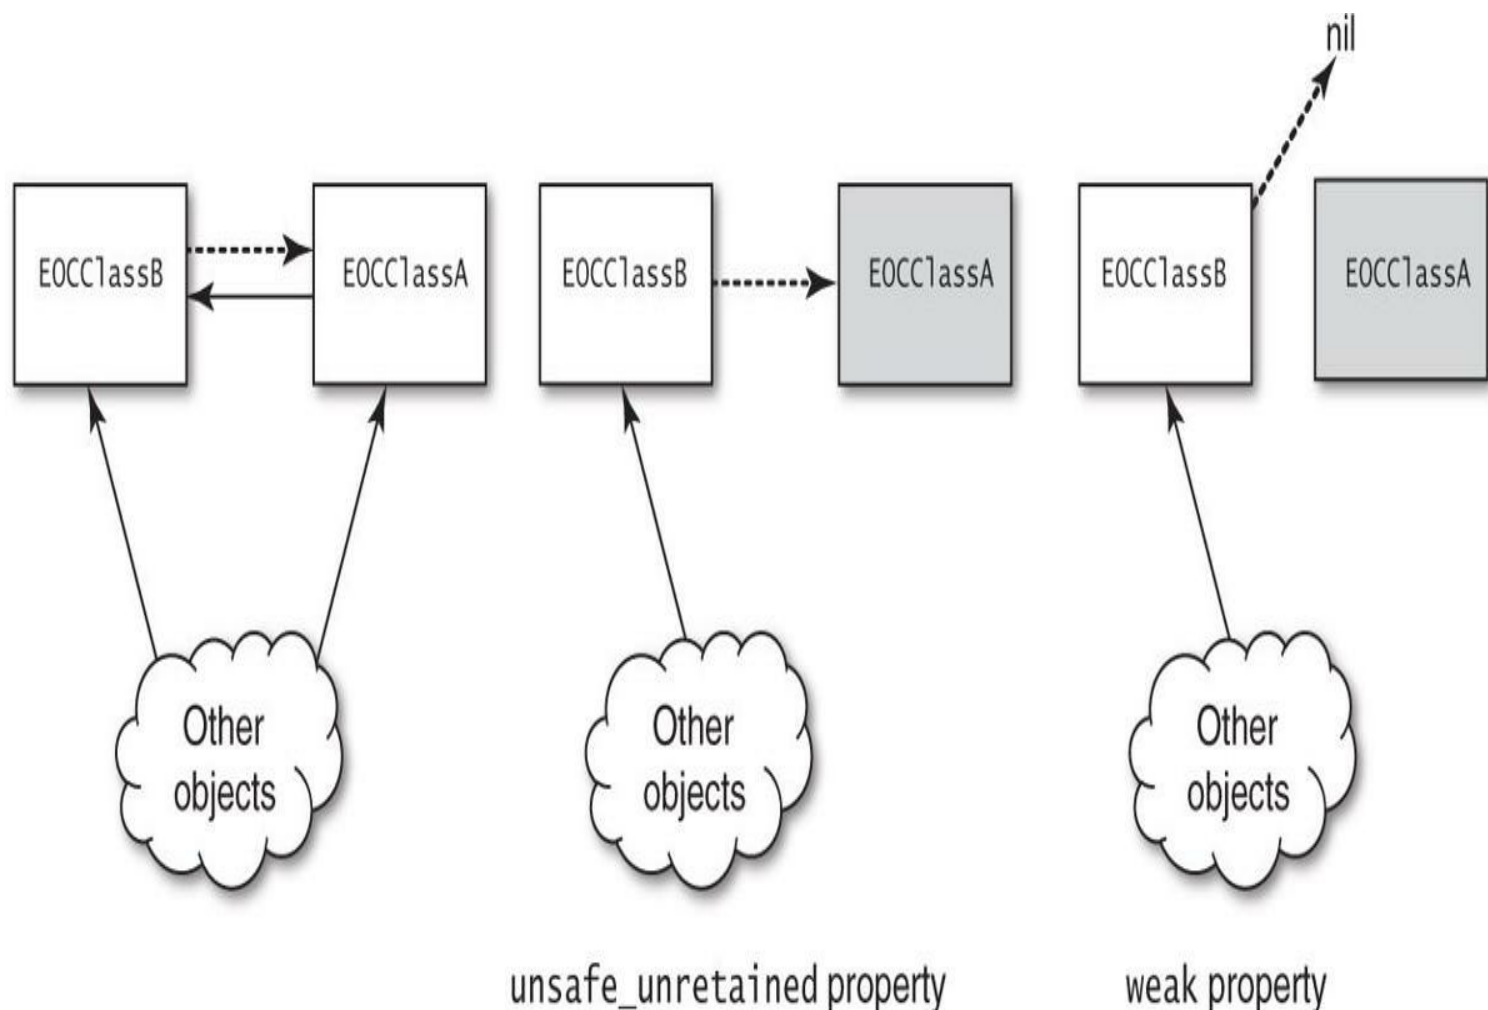 nil
EOCClassB
EOCClassA
EOCClassB
EOCClassA
EOCClassB
EOCClassA
Other
objects
Other
objects
Other
objects
unsafe_unretained property
weak property